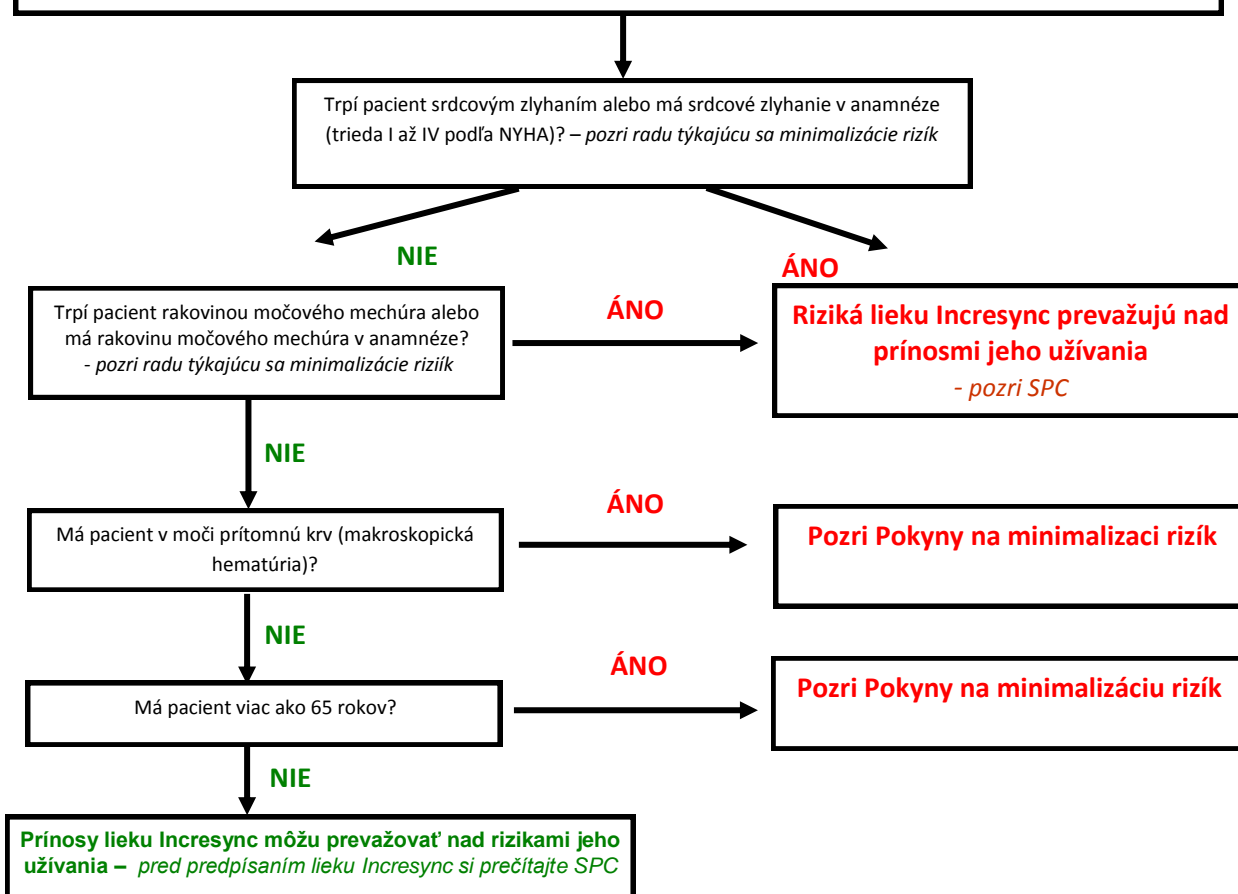 Trpí pacient srdcovým zlyhaním alebo má srdcové zlyhanie v anamnéze
(trieda I až IV podľa NYHA)? – pozri radu týkajúcu sa minimalizácie rizík
NIE
ÁNO
Trpí pacient rakovinou močového mechúra alebo
má rakovinu močového mechúra v anamnéze?
- pozri radu týkajúcu sa minimalizácie riziík
ÁNO
Riziká lieku Incresync prevažujú nad
prínosmi jeho užívania
- pozri SPC
NIE
Má pacient v moči prítomnú krv (makroskopická
hematúria)?
ÁNO
Pozri Pokyny na minimalizaci rizík
NIE
Má pacient viac ako 65 rokov?
ÁNO
Pozri Pokyny na minimalizáciu rizík
NIE
Prínosy lieku Incresync môžu prevažovať nad rizikami jeho
užívania – pred predpísaním lieku Incresync si prečítajte SPC